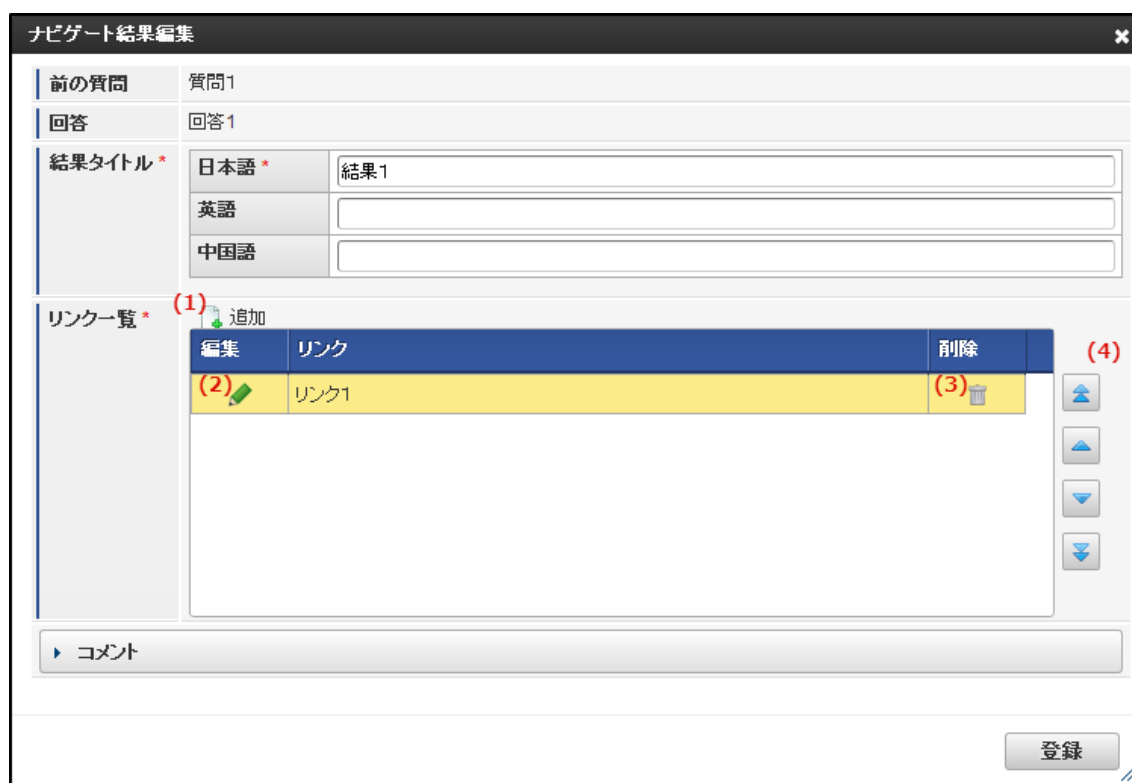 ナビゲート結果編集
前の質問 質問1
回答 回答1
結果タイトル * 日本語 * 結果1
英語
中国語
リンク一覧 * (1) 追加
編集 リンク 削除 (4)
(2) リンク1 (3)
コメント
登録